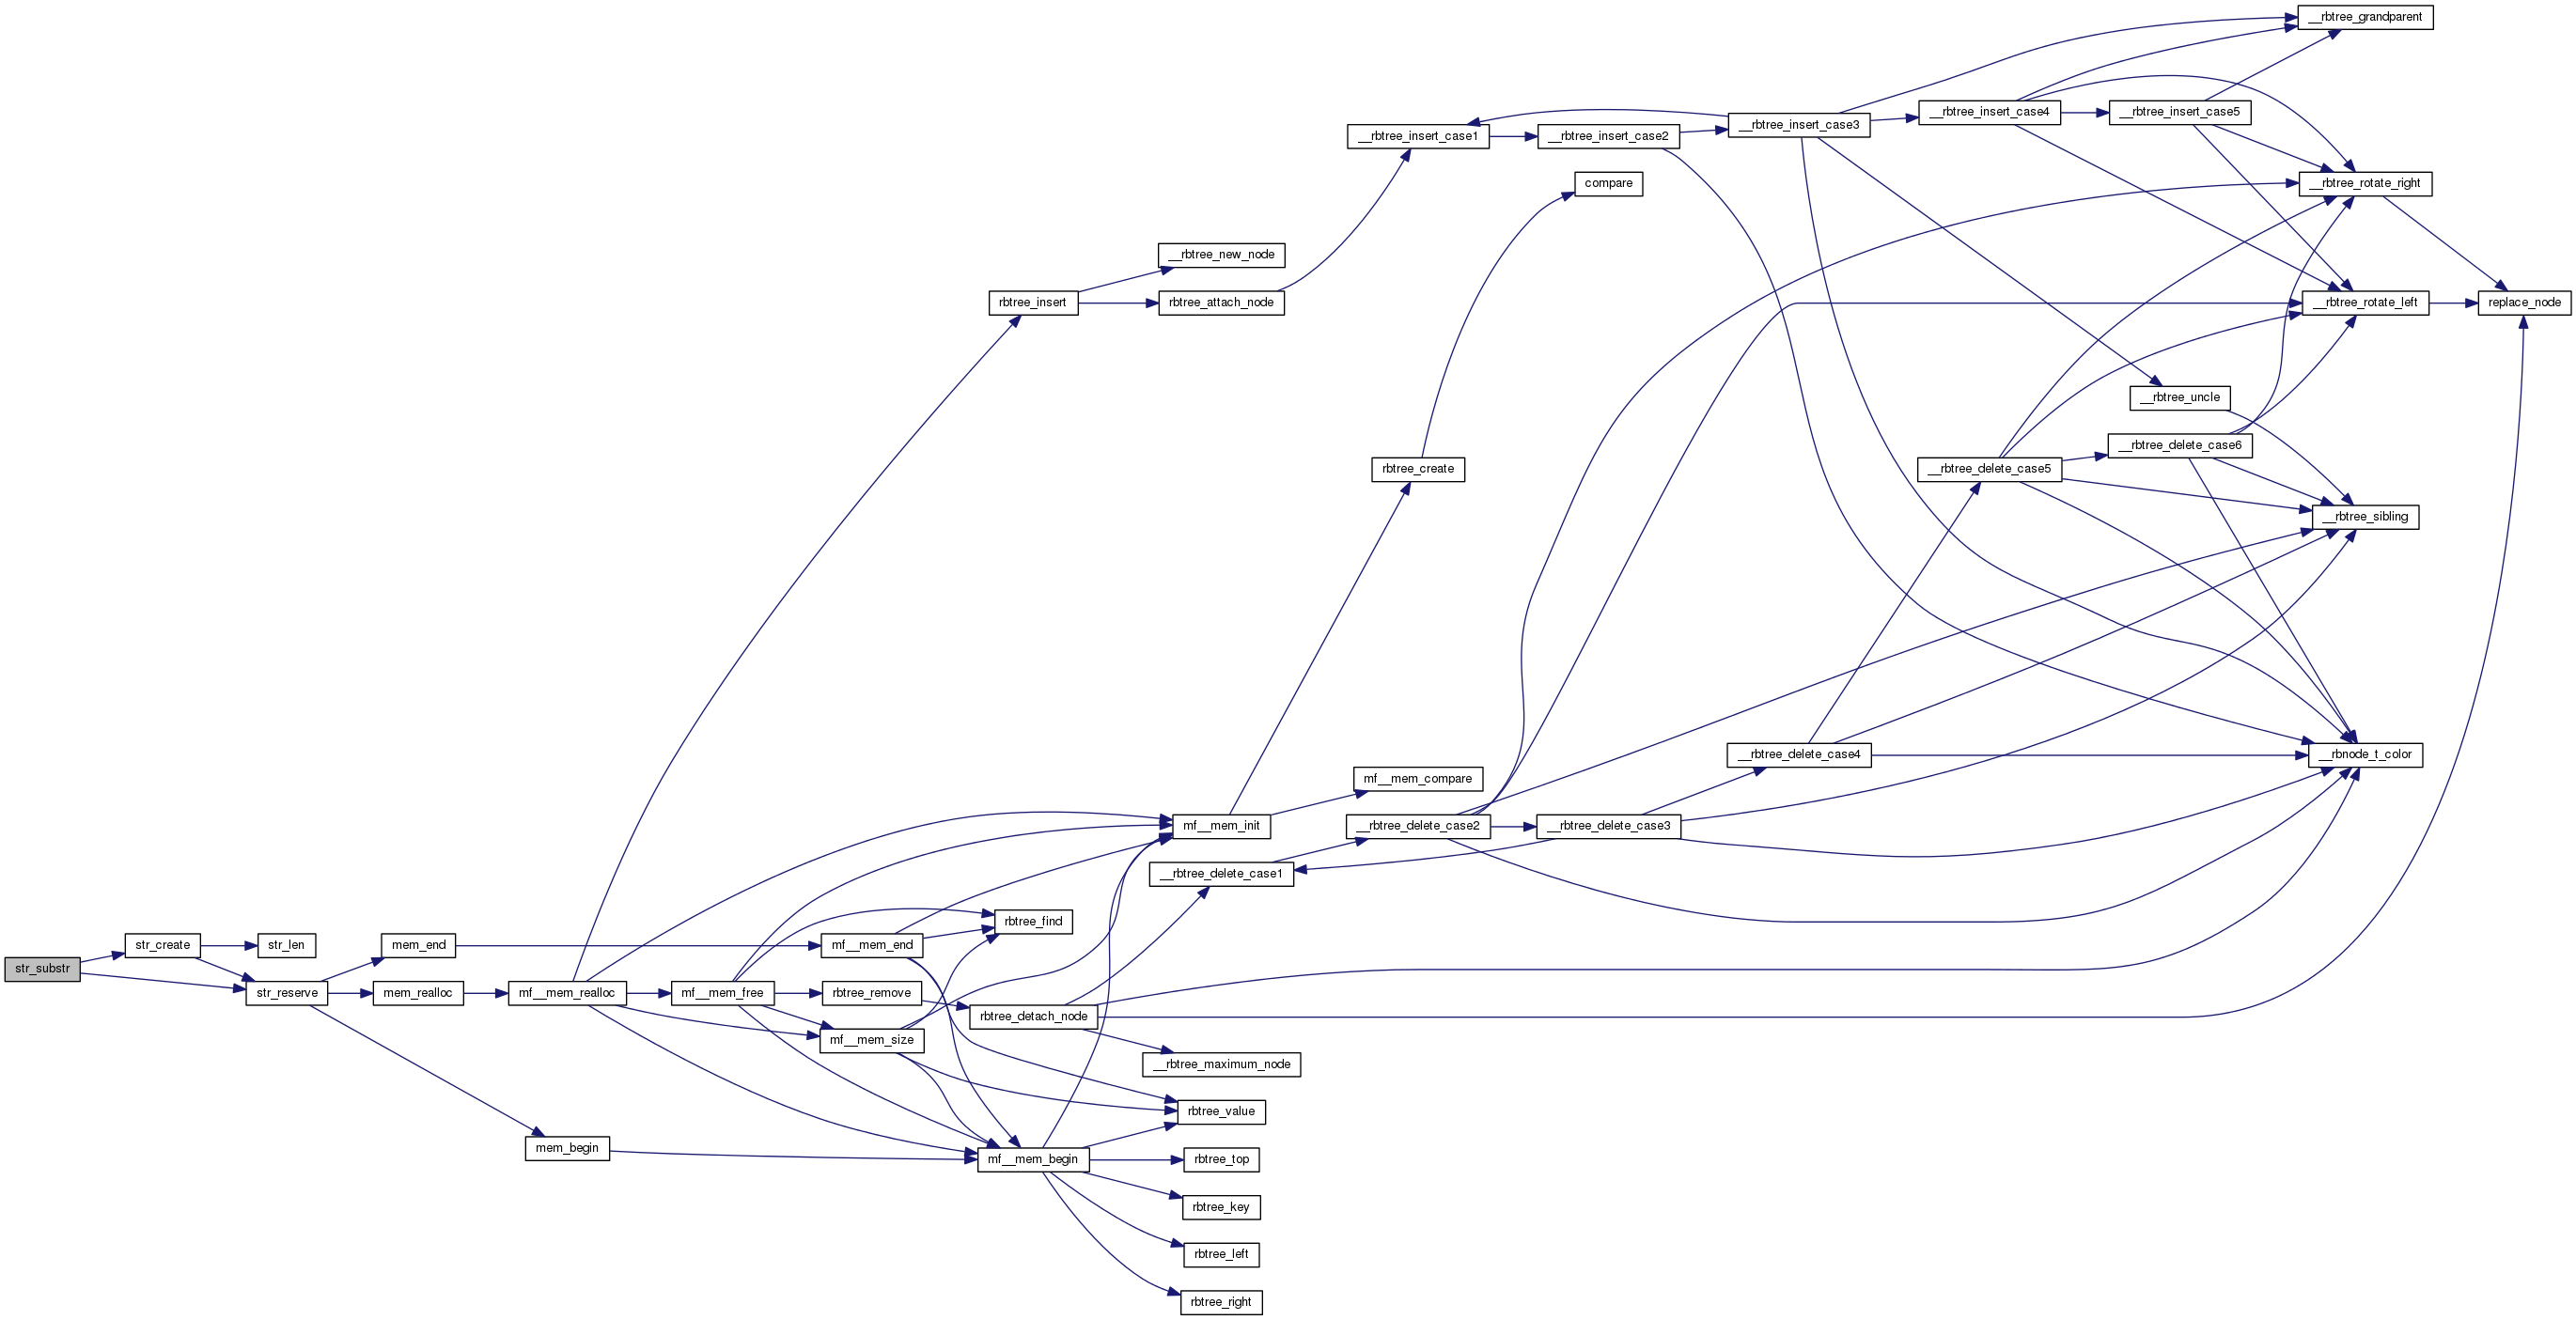 __rbtree_grandparent
__rbtree_insert_case4
__rbtree_insert_case5
__rbtree_insert_case3
__rbtree_insert_case1
__rbtree_insert_case2
compare
__rbtree_rotate_right
__rbtree_new_node
rbtree_insert
rbtree_attach_node
__rbtree_rotate_left
replace_node
__rbtree_uncle
__rbtree_delete_case6
rbtree_create
__rbtree_delete_case5
__rbtree_sibling
__rbtree_delete_case4
__rbnode_t_color
mf__mem_compare
mf__mem_init
__rbtree_delete_case2
__rbtree_delete_case3
__rbtree_delete_case1
rbtree_find
str_create
str_len
mem_end
mf__mem_end
str_substr
str_reserve
mem_realloc
mf__mem_realloc
mf__mem_free
rbtree_remove
rbtree_detach_node
mf__mem_size
__rbtree_maximum_node
rbtree_value
mem_begin
mf__mem_begin
rbtree_top
rbtree_key
rbtree_left
rbtree_right